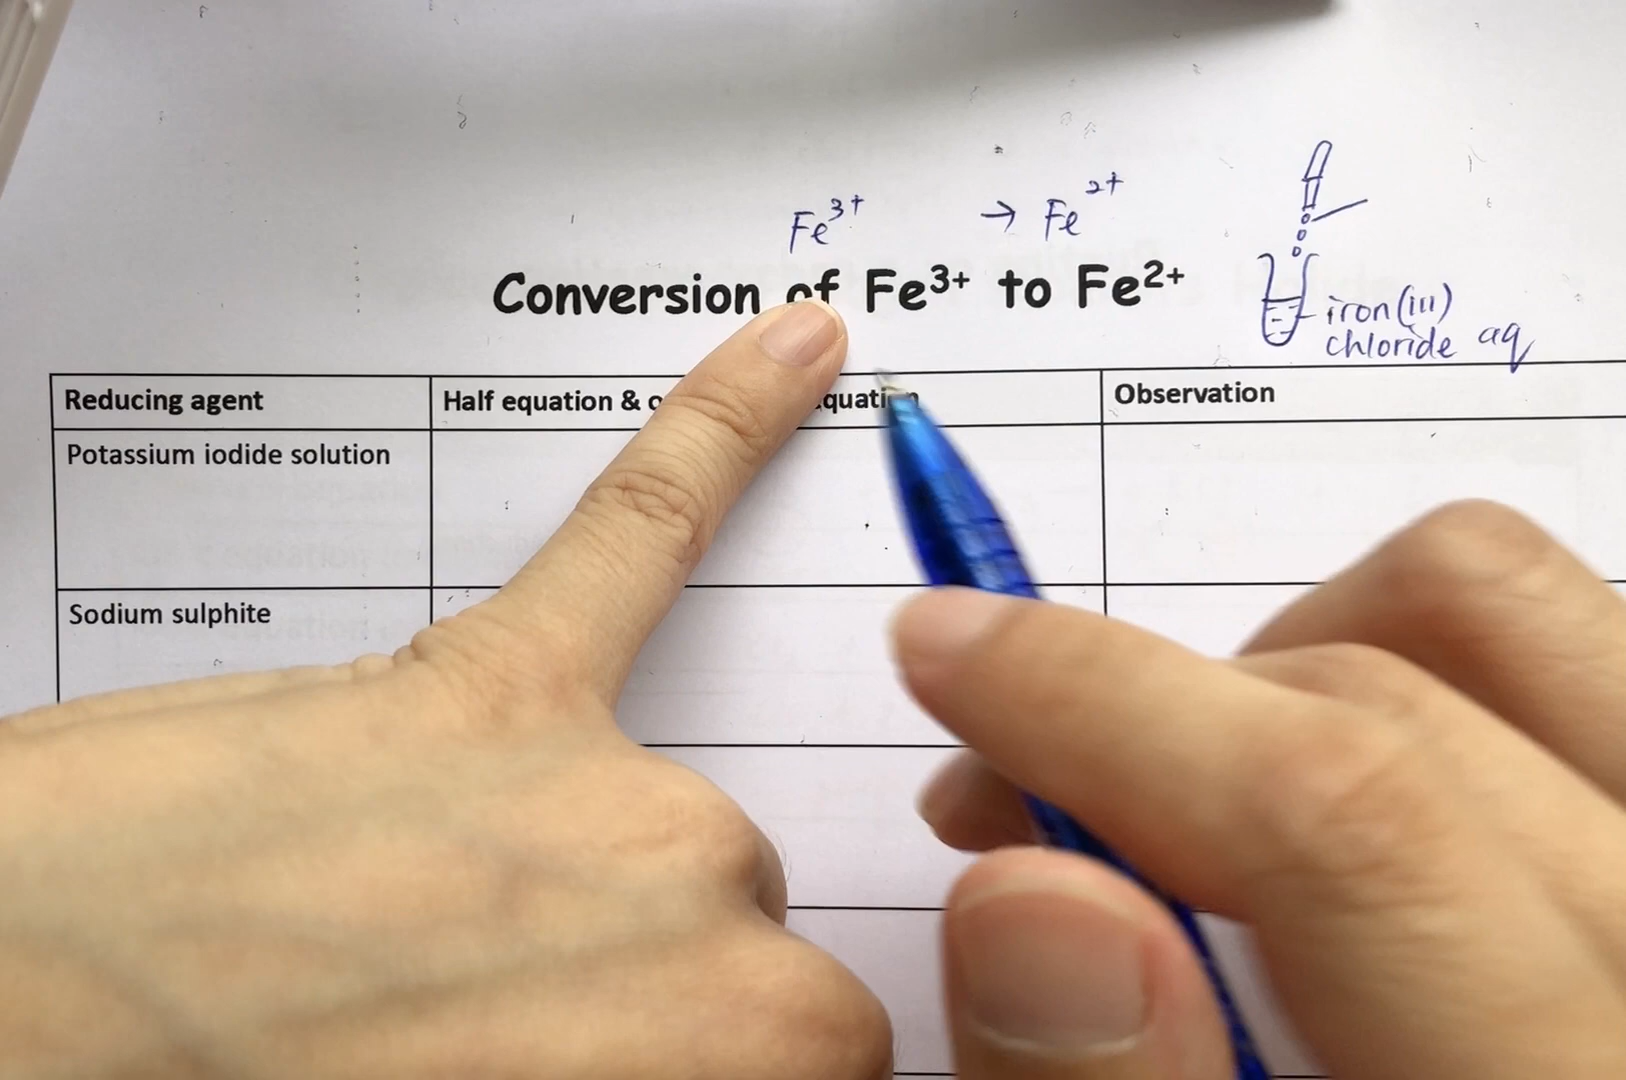 Fe³⁺ → Fe²⁺
Conversion of Fe³⁺ to Fe²⁺
iron(iii)
chloride aq
Reducing agent
Half equation &
Observation
Potassium iodide solution
Sodium sulphite